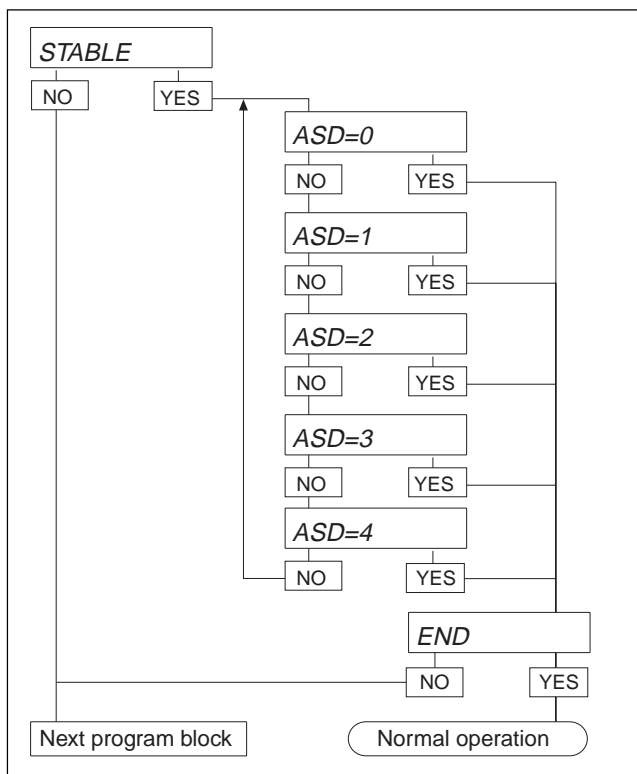 STABLE
NO YES
ASD=0
NO YES
ASD=1
NO YES
ASD=2
NO YES
ASD=3
NO YES
ASD=4
NO YES
END
NO YES
Next program block Normal operation